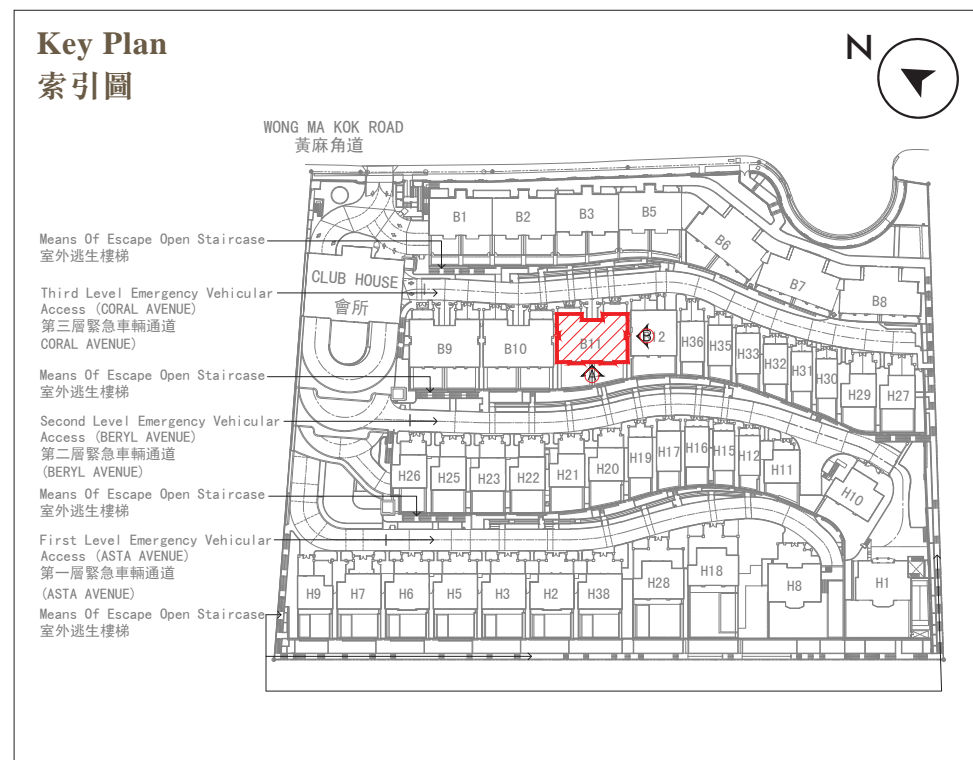 Key Plan
索引圖
N
WONG MA KOK ROAD
黃麻角道
Means Of Escape Open Staircase
室外逃生樓梯
CLUB HOUSE
會所
Third Level Emergency Vehicular
Access (CORAL AVENUE)
第三層緊急車輛通道
CORAL AVENUE)
Means Of Escape Open Staircase
室外逃生樓梯
Second Level Emergency Vehicular
Access (BERYL AVENUE)
第二層緊急車輛通道
(BERYL AVENUE)
Means Of Escape Open Staircase
室外逃生樓梯
First Level Emergency Vehicular
Access (ASTA AVENUE)
第一層緊急車輛通道
(ASTA AVENUE)
Means Of Escape Open Staircase
室外逃生樓梯
B1 B2 B3 B5 B6 B7 B8
B9 B10 B11 B12 H36 H35 H33 H32 H31 H30 H29 H27
B
A
H26 H25 H23 H22 H21 H20 H19 H17 H16 H15 H12 H11 H10
H9 H7 H6 H5 H3 H2 H38 H28 H18 H8 H1